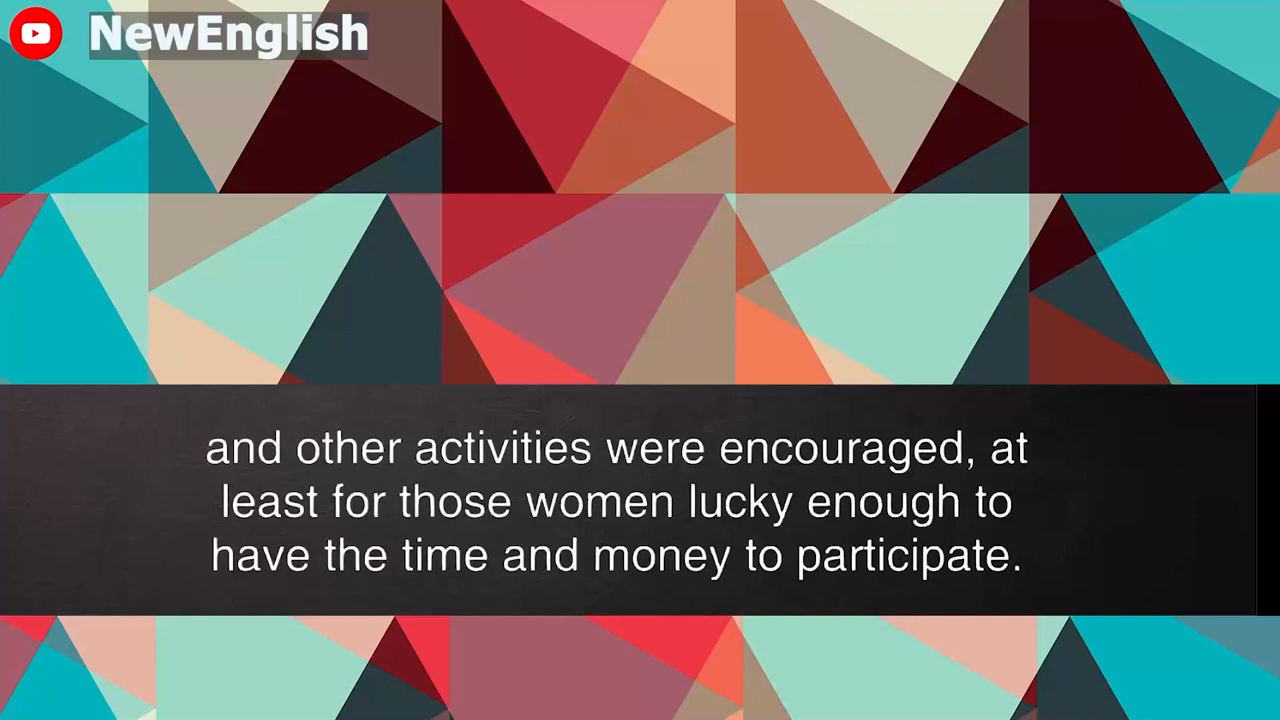 NewEnglish
and other activities were encouraged, at
least for those women lucky enough to
have the time and money to participate.